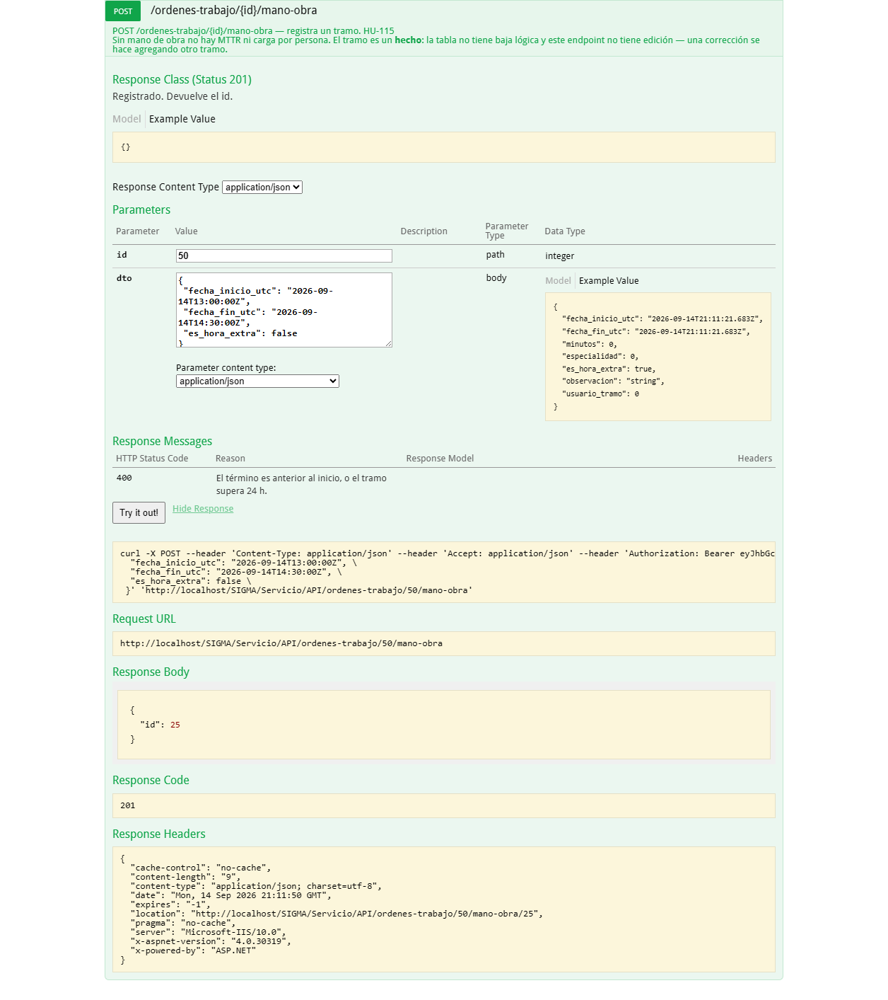 POST /ordenes-trabajo/{id}/mano-obra
POST /ordenes-trabajo/{id}/mano-obra — registra un tramo. HU-115
Sin mano de obra no hay MTTR ni carga por persona. El tramo es un hecho: la tabla no tiene baja lógica y este endpoint no tiene edición — una corrección se
hace agregando otro tramo.
Response Class (Status 201)
Registrado. Devuelve el id.
Model Example Value
{}
Response Content Type application/json
Parameters
Parameter Value Description Parameter Type Data Type
id 50 path integer
dto body Model Example Value
{
"fecha_inicio_utc": "2026-09-
14T13:00:00Z",
"fecha_fin_utc": "2026-09-
14T14:30:00Z",
"es_hora_extra": false
}
Parameter content type:
application/json
{
"fecha_inicio_utc": "2026-09-14T21:11:21.683Z",
"fecha_fin_utc": "2026-09-14T21:11:21.683Z",
"minutos": 0,
"especialidad": 0,
"es_hora_extra": true,
"observacion": "string",
"usuario_tramo": 0
}
Response Messages
HTTP Status Code Reason Response Model Headers
400 El término es anterior al inicio, o el tramo
supera 24 h.
Try it out! Hide Response
curl -X POST --header 'Content-Type: application/json' --header 'Accept: application/json' --header 'Authorization: Bearer eyJhbGc
"fecha_inicio_utc": "2026-09-14T13:00:00Z", \
"fecha_fin_utc": "2026-09-14T14:30:00Z", \
"es_hora_extra": false \
}' 'http://localhost/SIGMA/Servicio/API/ordenes-trabajo/50/mano-obra'
Request URL
http://localhost/SIGMA/Servicio/API/ordenes-trabajo/50/mano-obra
Response Body
{
"id": 25
}
Response Code
201
Response Headers
{
"cache-control": "no-cache",
"content-length": "9",
"content-type": "application/json; charset=utf-8",
"date": "Mon, 14 Sep 2026 21:11:50 GMT",
"expires": "-1",
"location": "http://localhost/SIGMA/Servicio/API/ordenes-trabajo/50/mano-obra/25",
"pragma": "no-cache",
"server": "Microsoft-IIS/10.0",
"x-aspnet-version": "4.0.30319",
"x-powered-by": "ASP.NET"
}